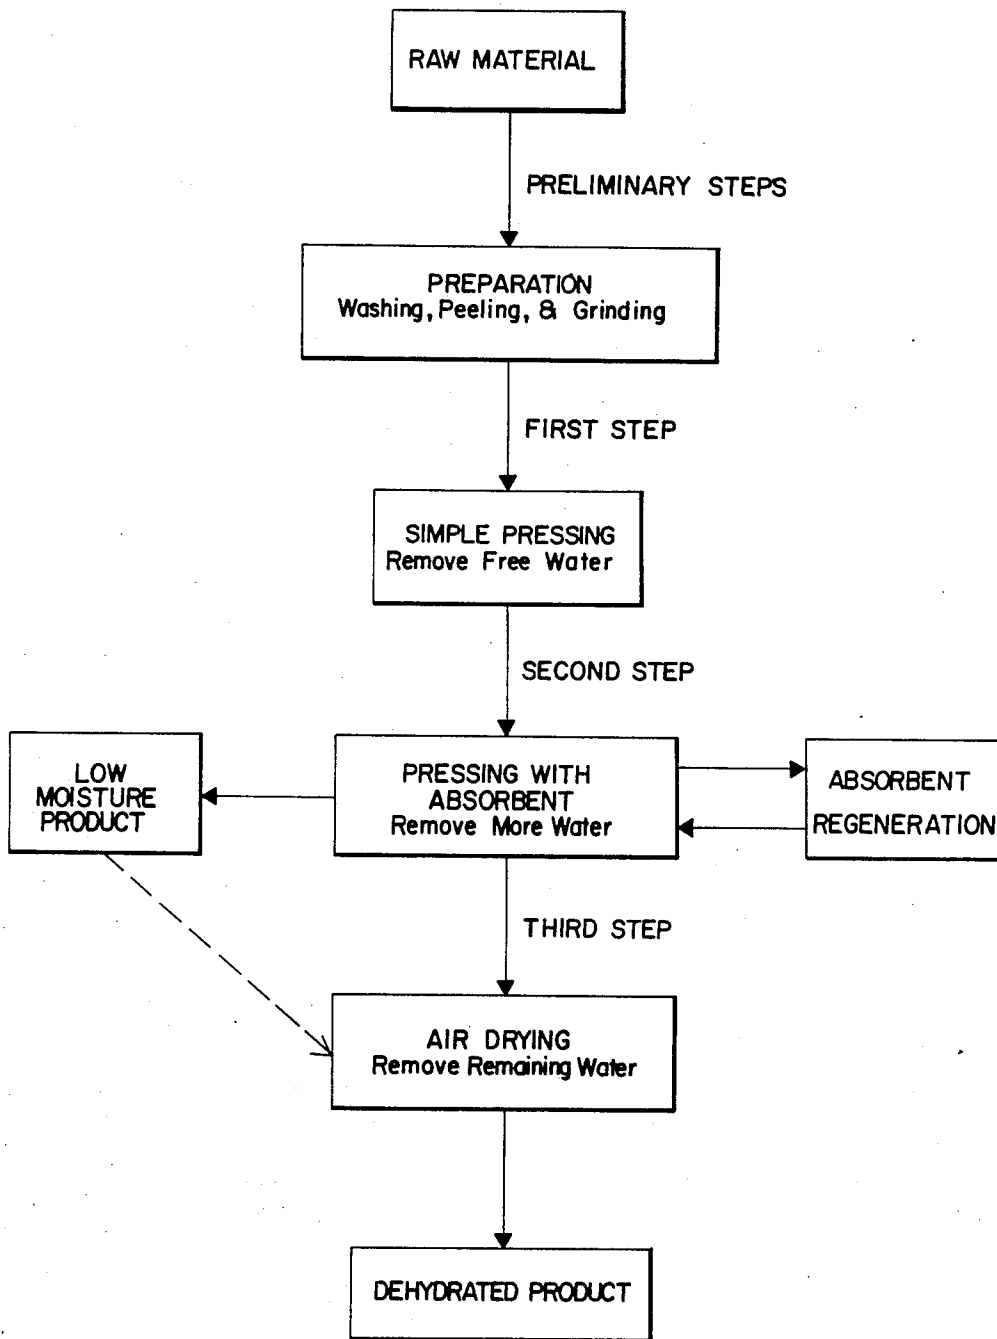 RAW MATERIAL
PRELIMINARY STEPS
PREPARATION
Washing, Peeling, & Grinding
FIRST STEP
SIMPLE PRESSING
Remove Free Water
SECOND STEP
LOW
MOISTURE
PRODUCT
PRESSING WITH
ABSORBENT
Remove More Water
ABSORBENT
REGENERATION
THIRD STEP
AIR DRYING
Remove Remaining Water
DEHYDRATED PRODUCT